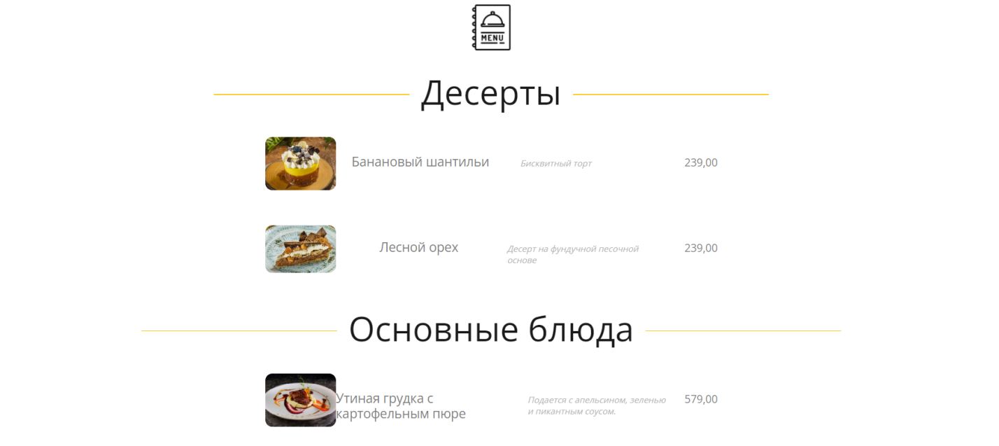 MENU
Десерты
Банановый шантильи
Бисквитный торт
239,00
Лесной орех
Десерт на фундучной песочной
основе
239,00
Основные блюда
Утиная грудка с
картофельным пюре
Подается с апельсином, зеленью
и пикантным соусом.
579,00